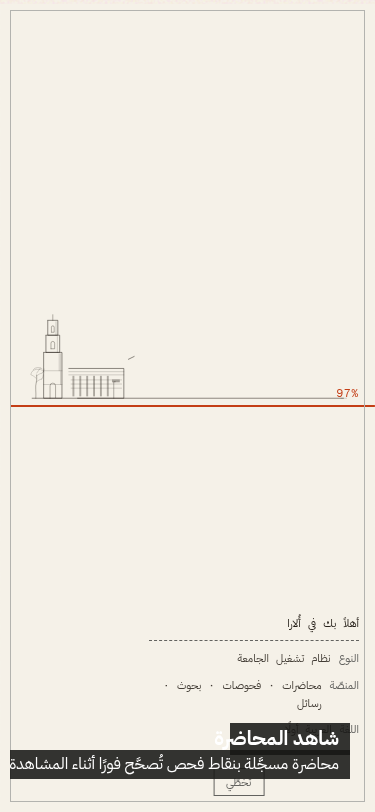 97%
أهلاً بك في أُلارا
النوع نظام تشغيل الجامعة
المنصّة محاضرات · فحوصات · بحوث ·
رسائل
شاهد المحاضرة
محاضرة مسجَّلة بنقاط فحص تُصحَّح فورًا أثناء المشاهدة
تخطّي